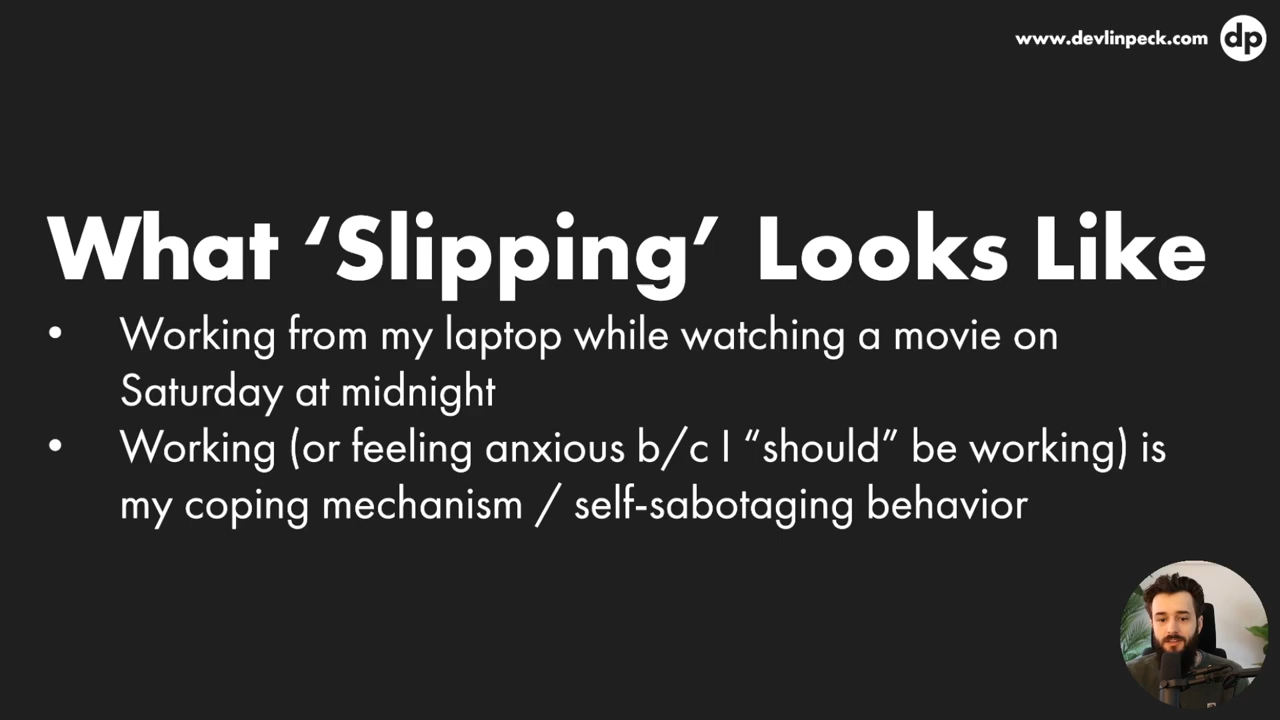 www.devlinpeck.com dp
What ‘Slipping’ Looks Like
• Working from my laptop while watching a movie on
Saturday at midnight
• Working (or feeling anxious b/c I “should” be working) is
my coping mechanism / self-sabotaging behavior